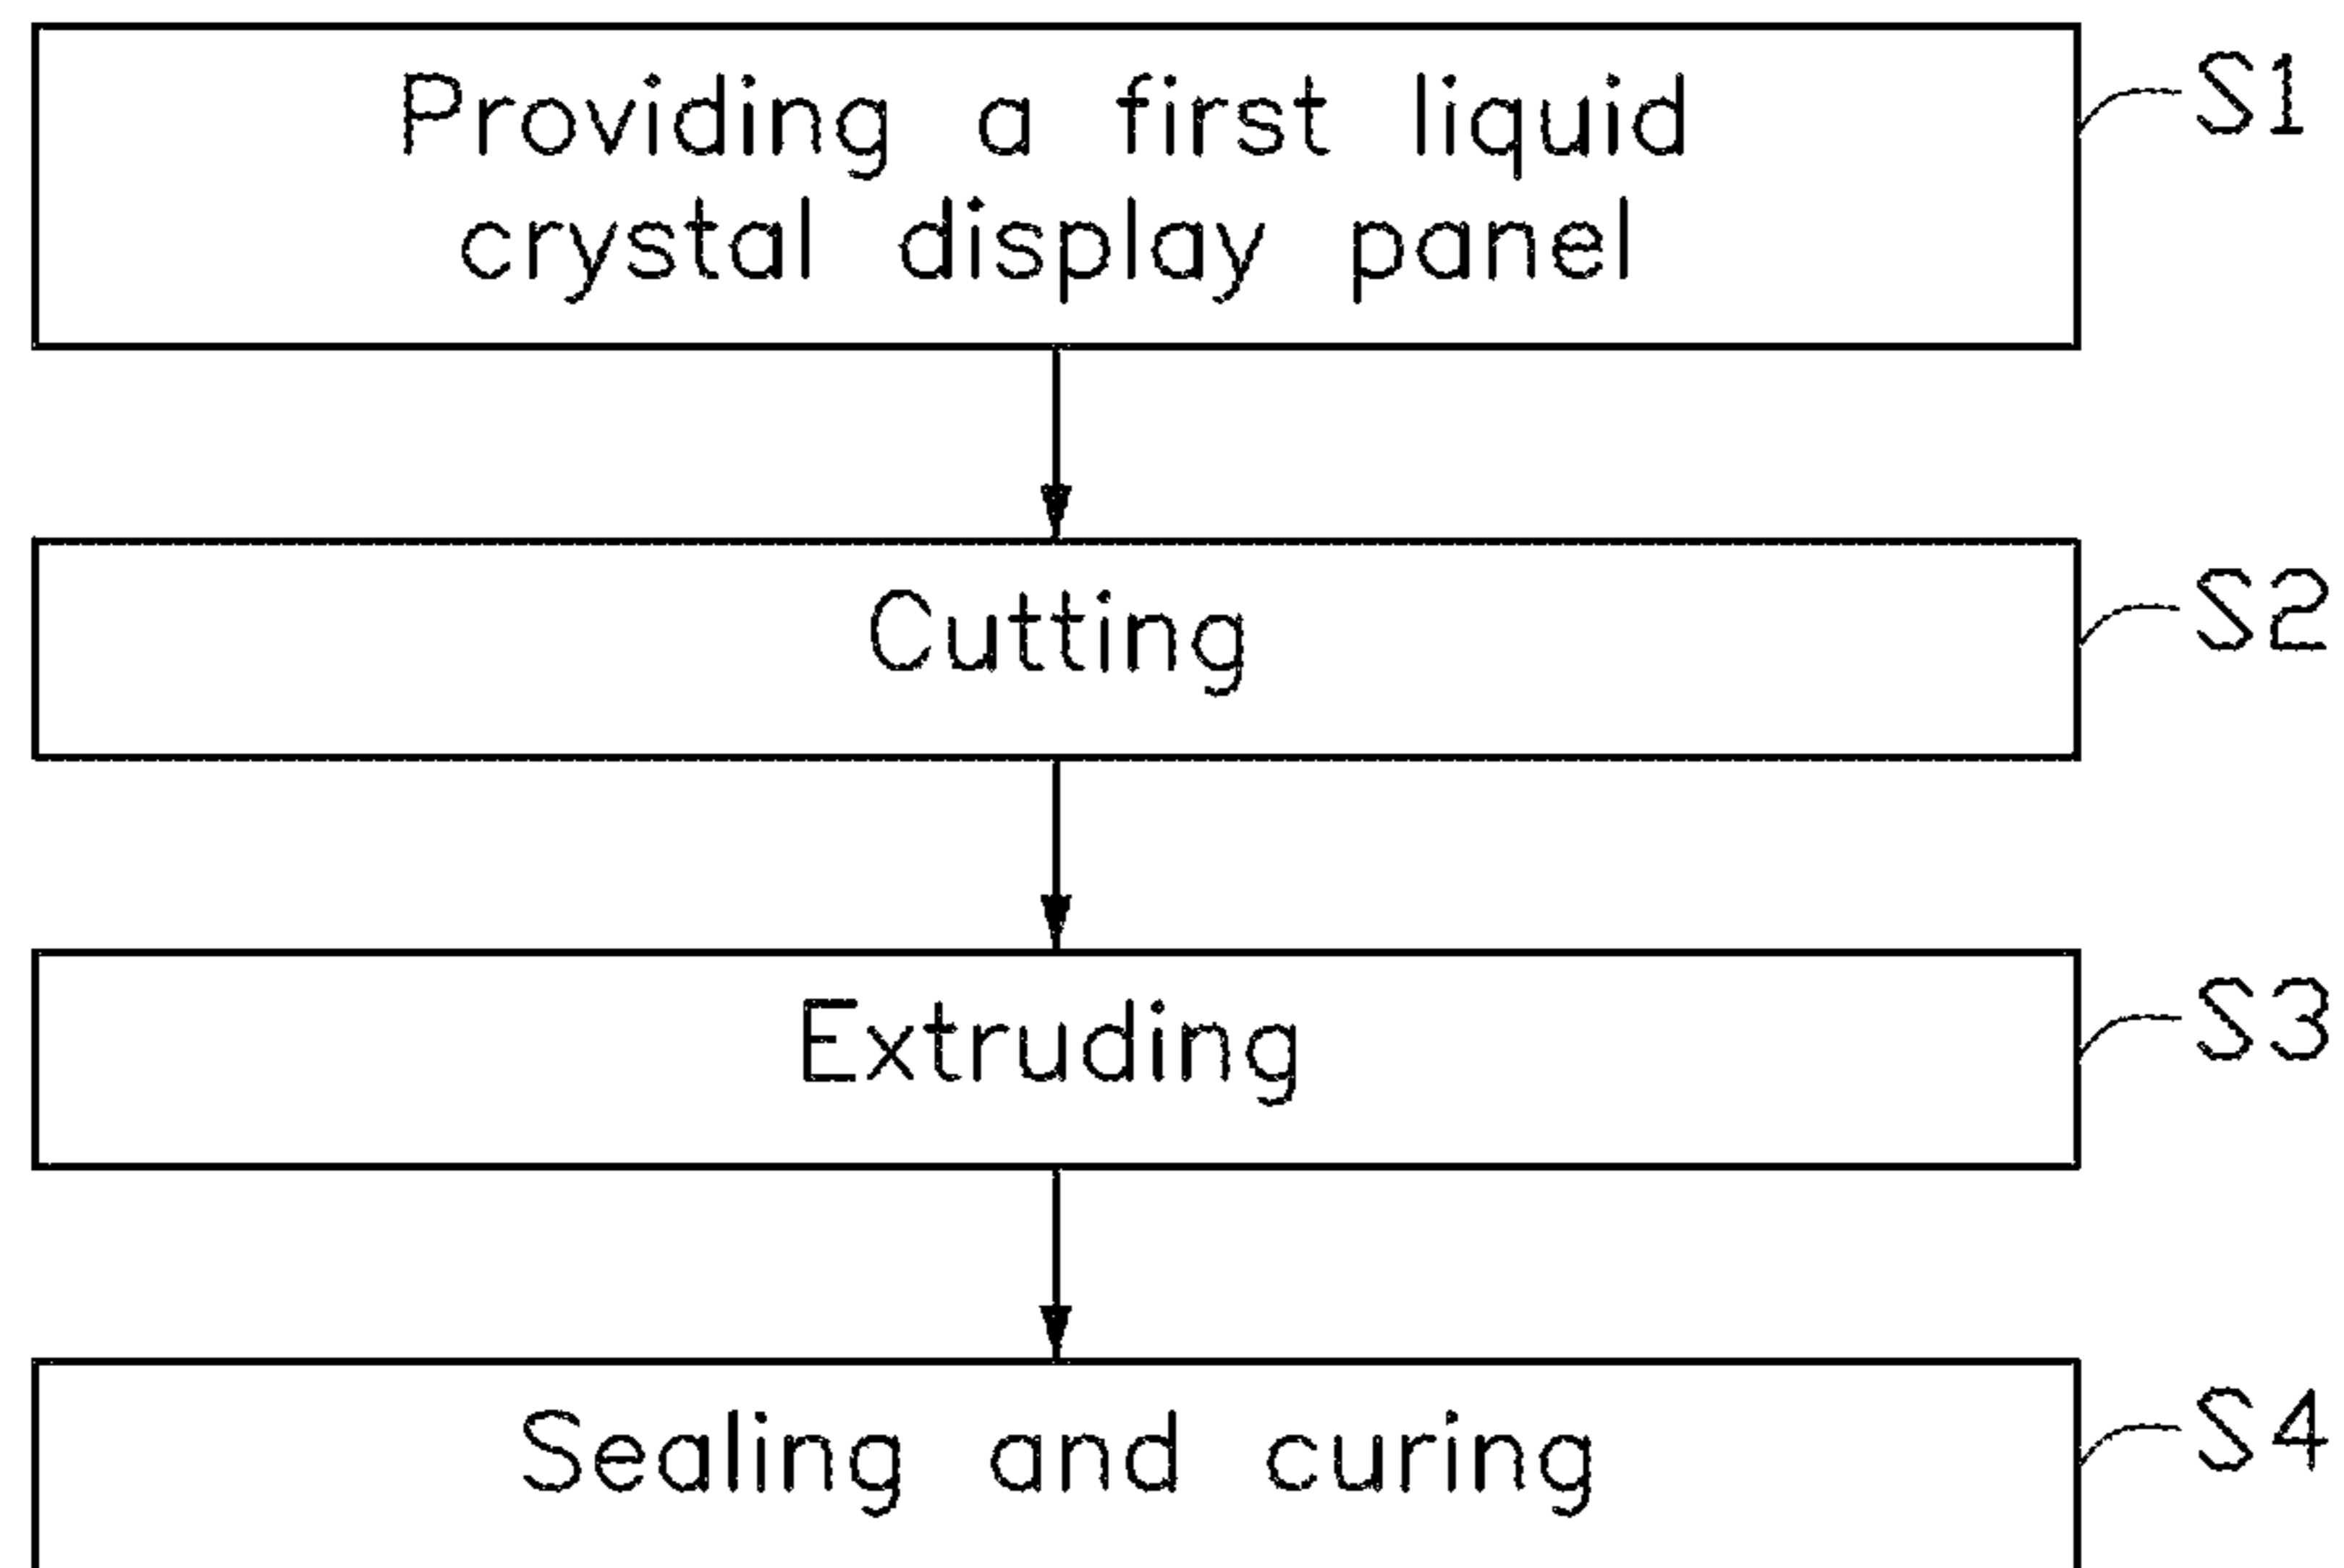 Providing a first liquid
crystal display panel
S1
Cutting
S2
Extruding
S3
Sealing and curing
S4